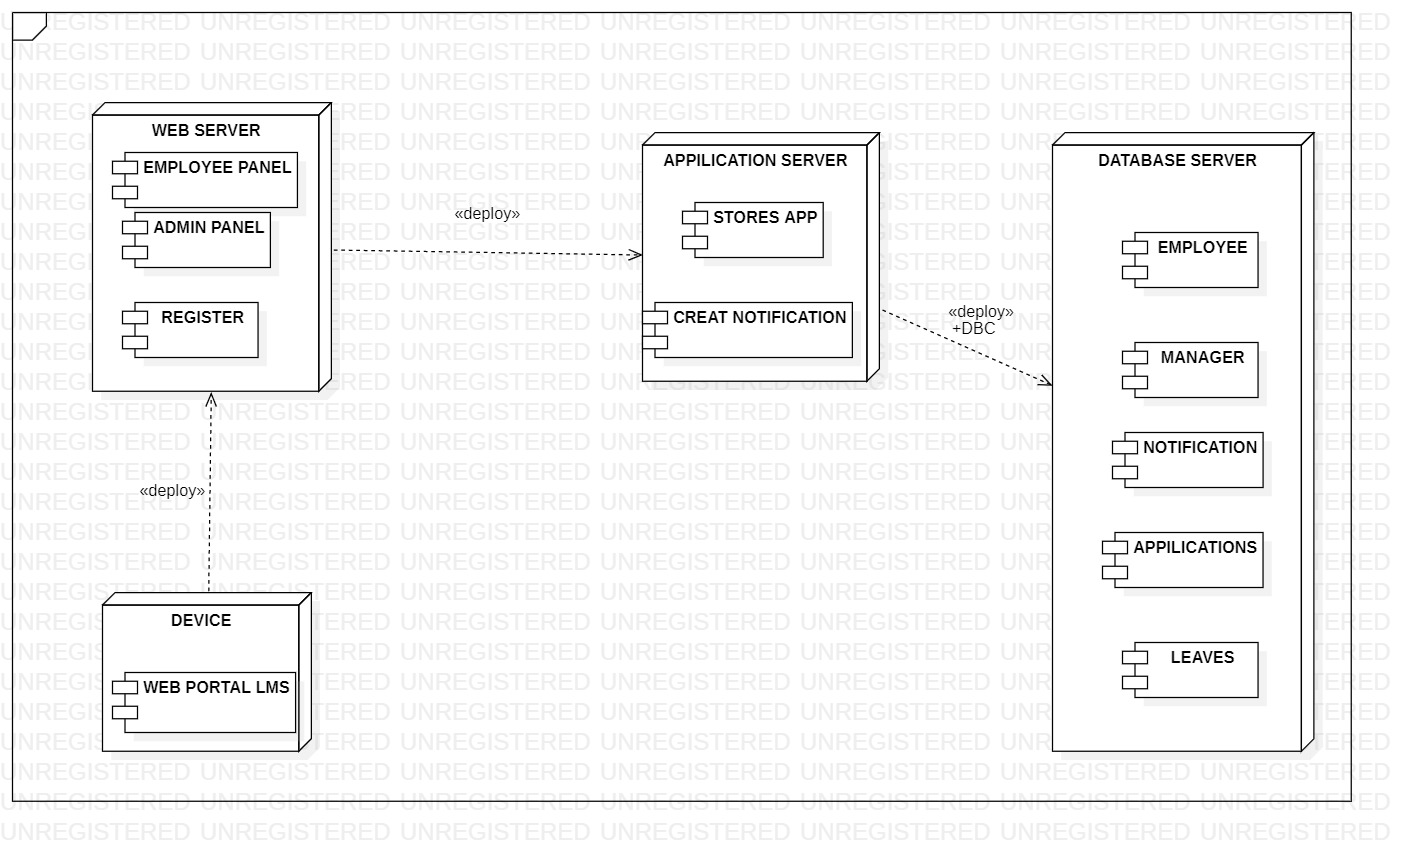 WEB SERVER
EMPLOYEE PANEL
ADMIN PANEL
REGISTER
«deploy»
APPILICATION SERVER
STORES APP
CREAT NOTIFICATION
«deploy»
+DBC
DATABASE SERVER
EMPLOYEE
MANAGER
NOTIFICATION
APPILICATIONS
LEAVES
«deploy»
DEVICE
WEB PORTAL LMS
UNREGISTERED